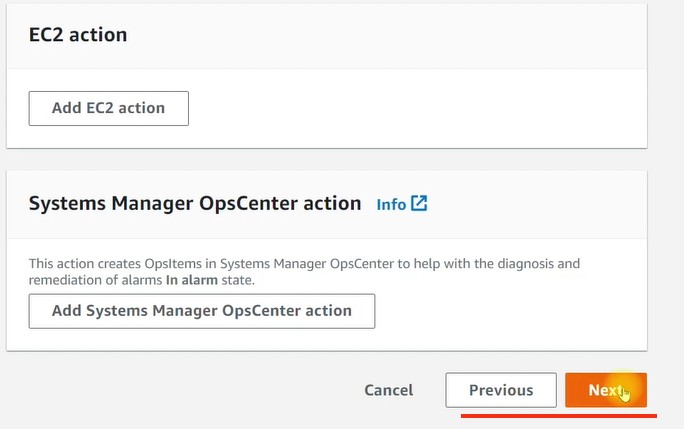 EC2 action
Add EC2 action
Systems Manager OpsCenter action Info
This action creates OpsItems in Systems Manager OpsCenter to help with the diagnosis and
remediation of alarms In alarm state.
Add Systems Manager OpsCenter action
Cancel Previous Next